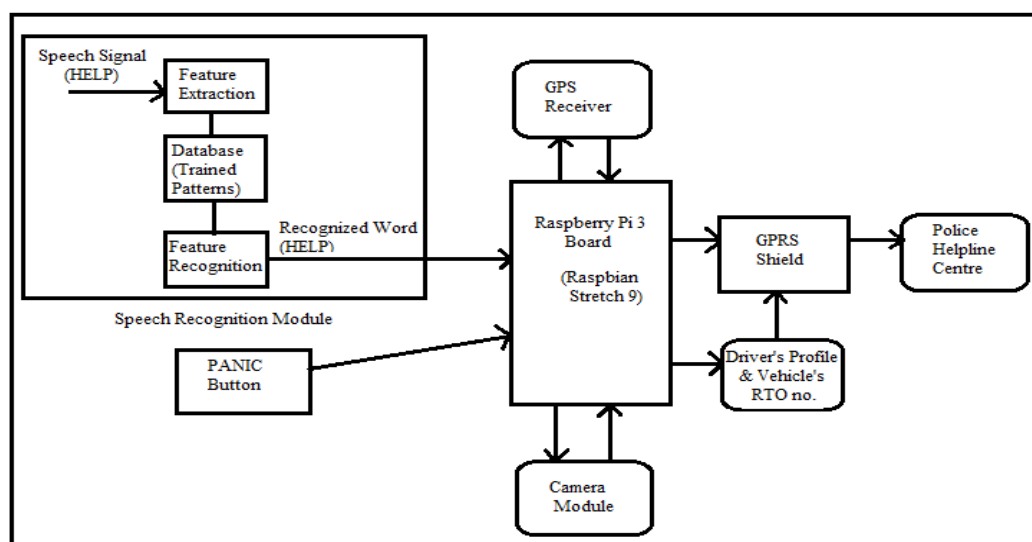 Speech Signal
(HELP)
Feature
Extraction
Database
(Trained
Patterns)
Feature
Recognition
Recognized Word
(HELP)
Speech Recognition Module
PANIC
Button
GPS
Receiver
Raspberry Pi 3
Board
(Raspbian
Stretch 9)
Camera
Module
GPRS
Shield
Driver's Profile
& Vehicle's
RTO no.
Police
Helpline
Centre